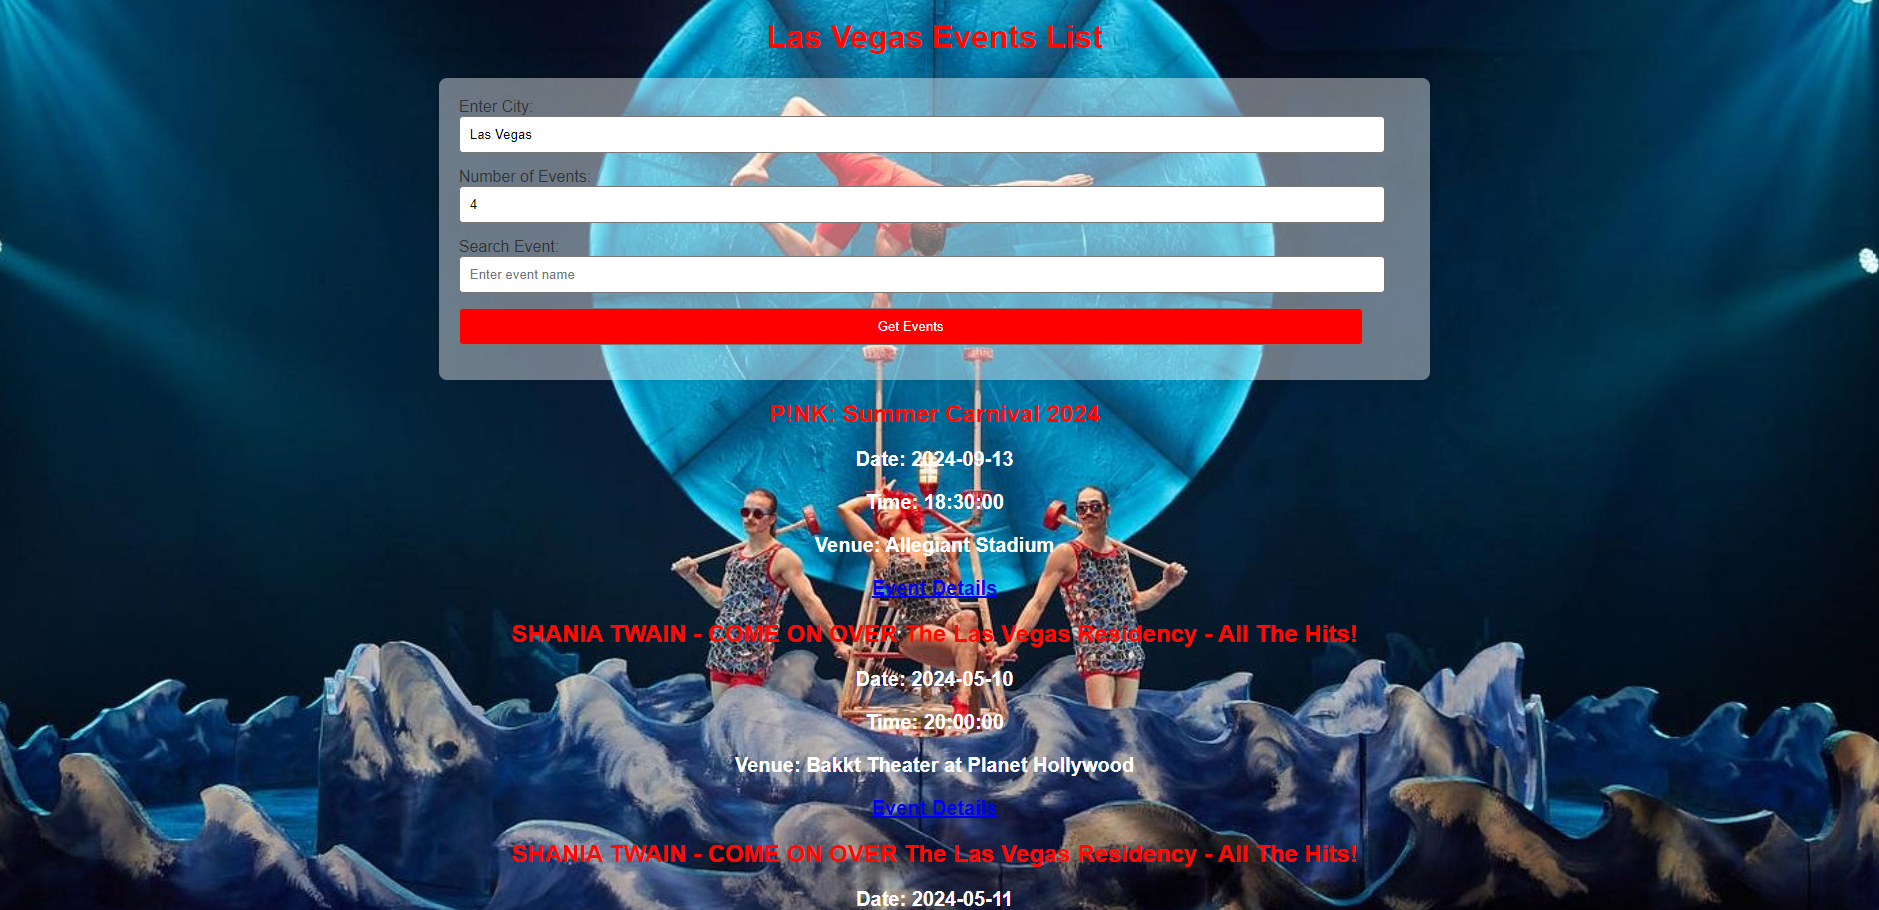 Las Vegas Events List
Enter City:
Las Vegas
Number of Events:
4
Search Event:
Enter event name
Get Events
P!NK: Summer Carnival 2024
Date: 2024-09-13
Time: 18:30:00
Venue: Allegiant Stadium
Event Details
SHANIA TWAIN - COME ON OVER The Las Vegas Residency - All The Hits!
Date: 2024-05-10
Time: 20:00:00
Venue: Bakkt Theater at Planet Hollywood
Event Details
SHANIA TWAIN - COME ON OVER The Las Vegas Residency - All The Hits!
Date: 2024-05-11